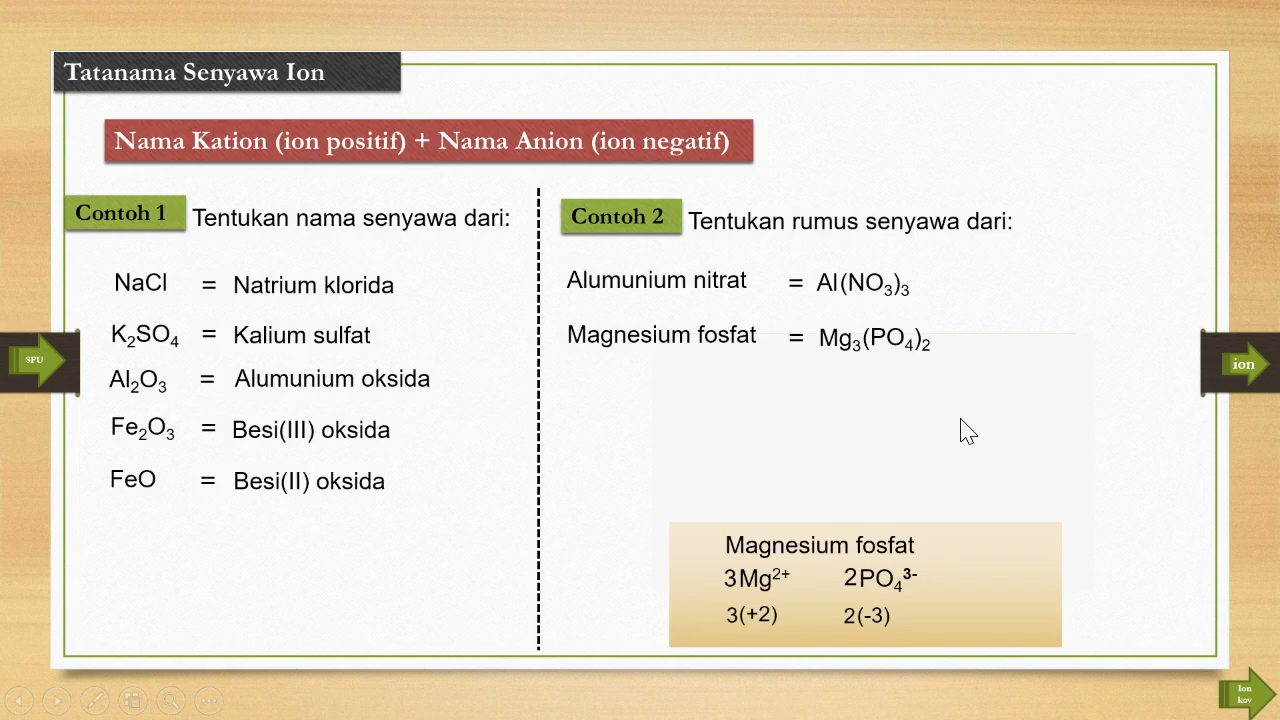 Tatanama Senyawa Ion
Nama Kation (ion positif) + Nama Anion (ion negatif)
Contoh 1 Tentukan nama senyawa dari:
NaCl = Natrium klorida
K₂SO₄ = Kalium sulfat
Al₂O₃ = Alumunium oksida
Fe₂O₃ = Besi(III) oksida
FeO = Besi(II) oksida
Contoh 2 Tentukan rumus senyawa dari:
Alumunium nitrat = Al(NO₃)₃
Magnesium fosfat = Mg₃(PO₄)₂
Magnesium fosfat
3Mg²⁺ 2PO₄³⁻
3(+2) 2(-3)
SPU
ion
Ion
kov